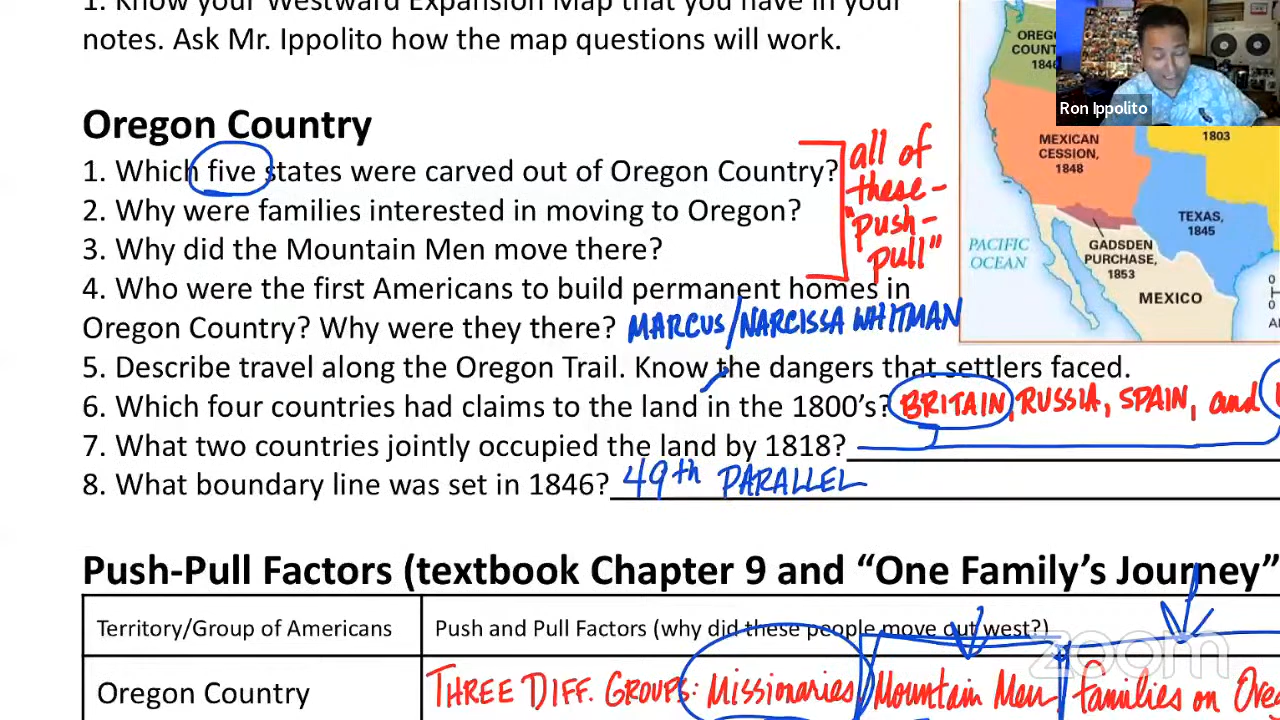 1. Know your Westward Expansion Map that you have in your
notes. Ask Mr. Ippolito how the map questions will work.
Oregon Country
1. Which five states were carved out of Oregon Country?
2. Why were families interested in moving to Oregon?
3. Why did the Mountain Men move there?
all of
these-
"push-
pull"
4. Who were the first Americans to build permanent homes in
Oregon Country? Why were they there? MARCUS/NARCISSA WHITMAN
5. Describe travel along the Oregon Trail. Know the dangers that settlers faced.
6. Which four countries had claims to the land in the 1800's? BRITAIN, RUSSIA, SPAIN, and
7. What two countries jointly occupied the land by 1818?
8. What boundary line was set in 1846? 49th PARALLEL
Push-Pull Factors (textbook Chapter 9 and "One Family's Journey"
Territory/Group of Americans
Push and Pull Factors (why did these people move out west?)
Oregon Country
THREE DIFF. GROUPS: Missionaries Mountain Men Families on
zoom
OREG
COUNT
184
MEXICAN
CESSION,
1848
1803
TEXAS,
1845
GADSDEN
PURCHASE,
1853
PACIFIC
OCEAN
MEXICO
Ron Ippolito